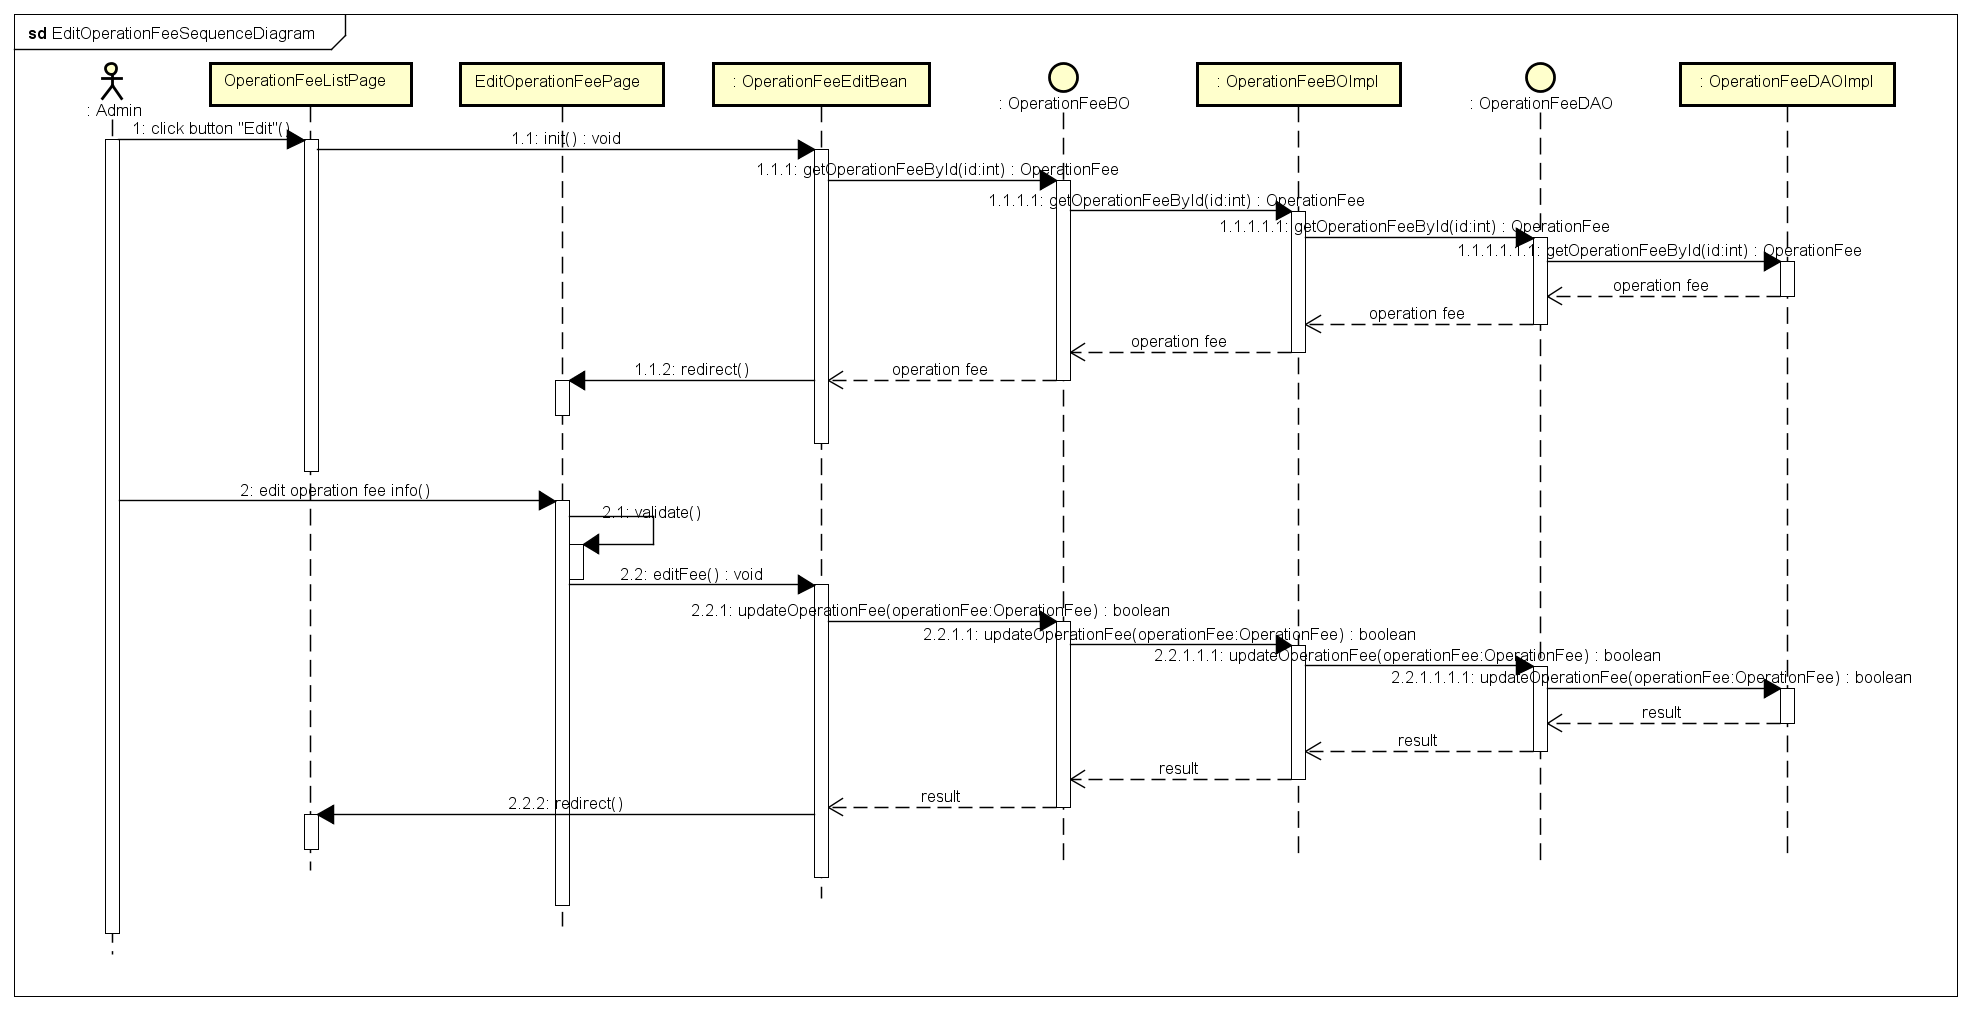 sd EditOperationFeeSequenceDiagram
OperationFeeListPage
EditOperationFeePage
: OperationFeeEditBean
: OperationFeeBO
: OperationFeeBOImpl
: OperationFeeDAO
: OperationFeeDAOImpl
: Admin
1: click button "Edit"()
1.1: init() : void
1.1.1: getOperationFeeById(id:int) : OperationFee
1.1.1.1: getOperationFeeById(id:int) : OperationFee
1.1.1.1.1: getOperationFeeById(id:int) : OperationFee
1.1.1.1.1.1: getOperationFeeById(id:int) : OperationFee
operation fee
operation fee
operation fee
operation fee
1.1.2: redirect()
2: edit operation fee info()
2.1: validate()
2.2: editFee() : void
2.2.1: updateOperationFee(operationFee:OperationFee) : boolean
2.2.1.1: updateOperationFee(operationFee:OperationFee) : boolean
2.2.1.1.1: updateOperationFee(operationFee:OperationFee) : boolean
2.2.1.1.1.1: updateOperationFee(operationFee:OperationFee) : boolean
result
result
result
result
2.2.2: redirect()